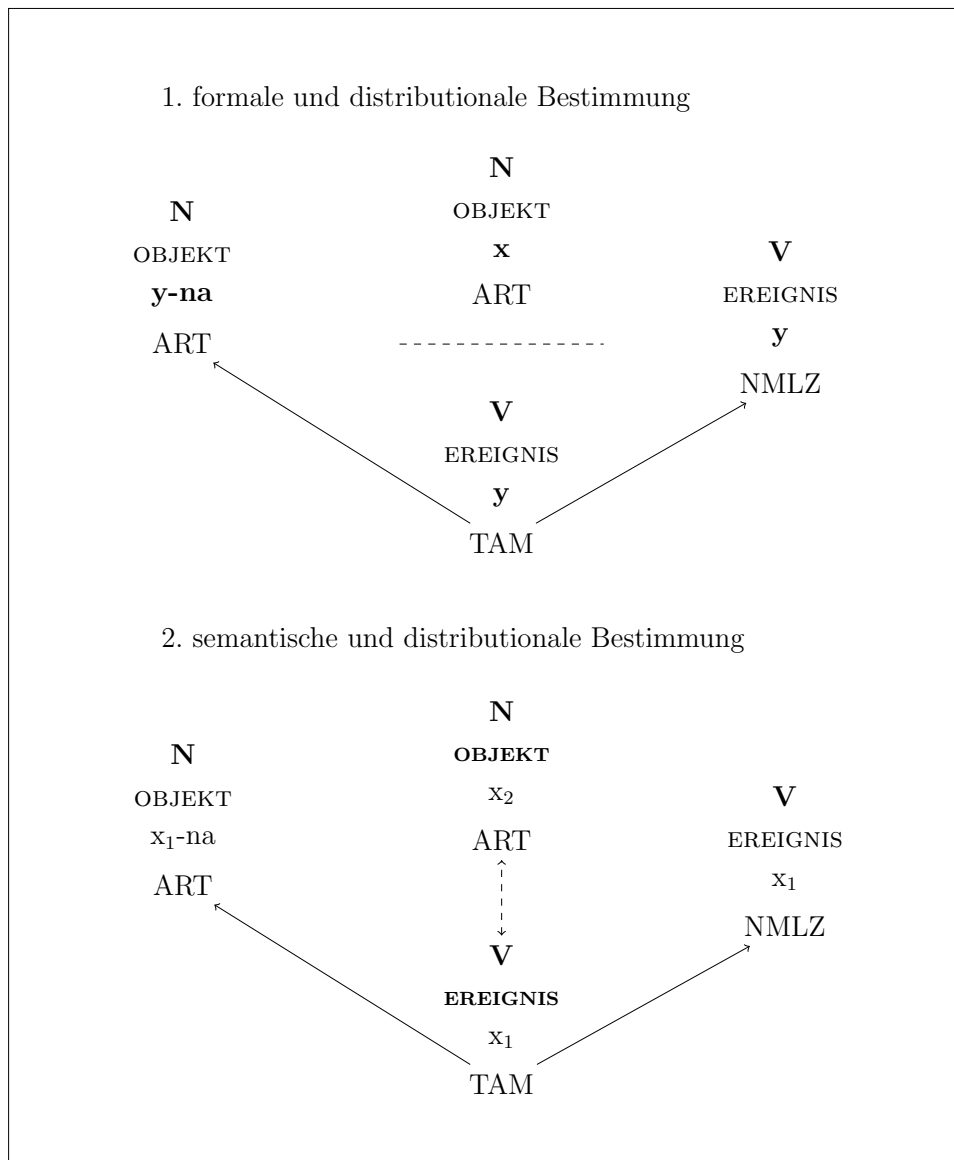 1. formale und distributionale Bestimmung
N
OBJEKT
x
ART
N
OBJEKT
y-na
ART
V
EREIGNIS
y
NMLZ
V
EREIGNIS
y
TAM
2. semantische und distributionale Bestimmung
N
OBJEKT
x₂
ART
N
OBJEKT
x₁-na
ART
V
EREIGNIS
x₁
NMLZ
V
EREIGNIS
x₁
TAM